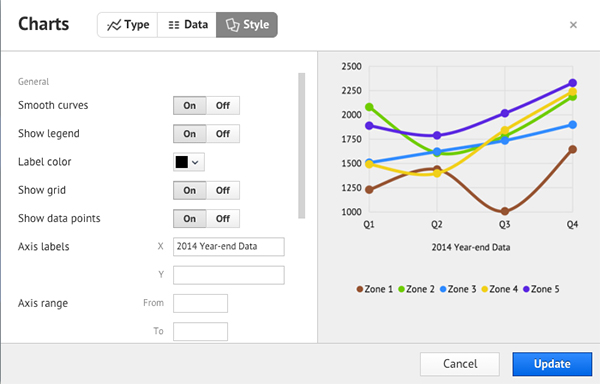 Charts Type Data Style ×
General
Smooth curves On Off
Show legend On Off
Label color
Show grid On Off
Show data points On Off
Axis labels X 2014 Year-end Data
Y
Axis range From
To
2500
2250
2000
1750
1500
1250
1000
Q1 Q2 Q3 Q4
2014 Year-end Data
Zone 1 Zone 2 Zone 3 Zone 4 Zone 5
Cancel Update